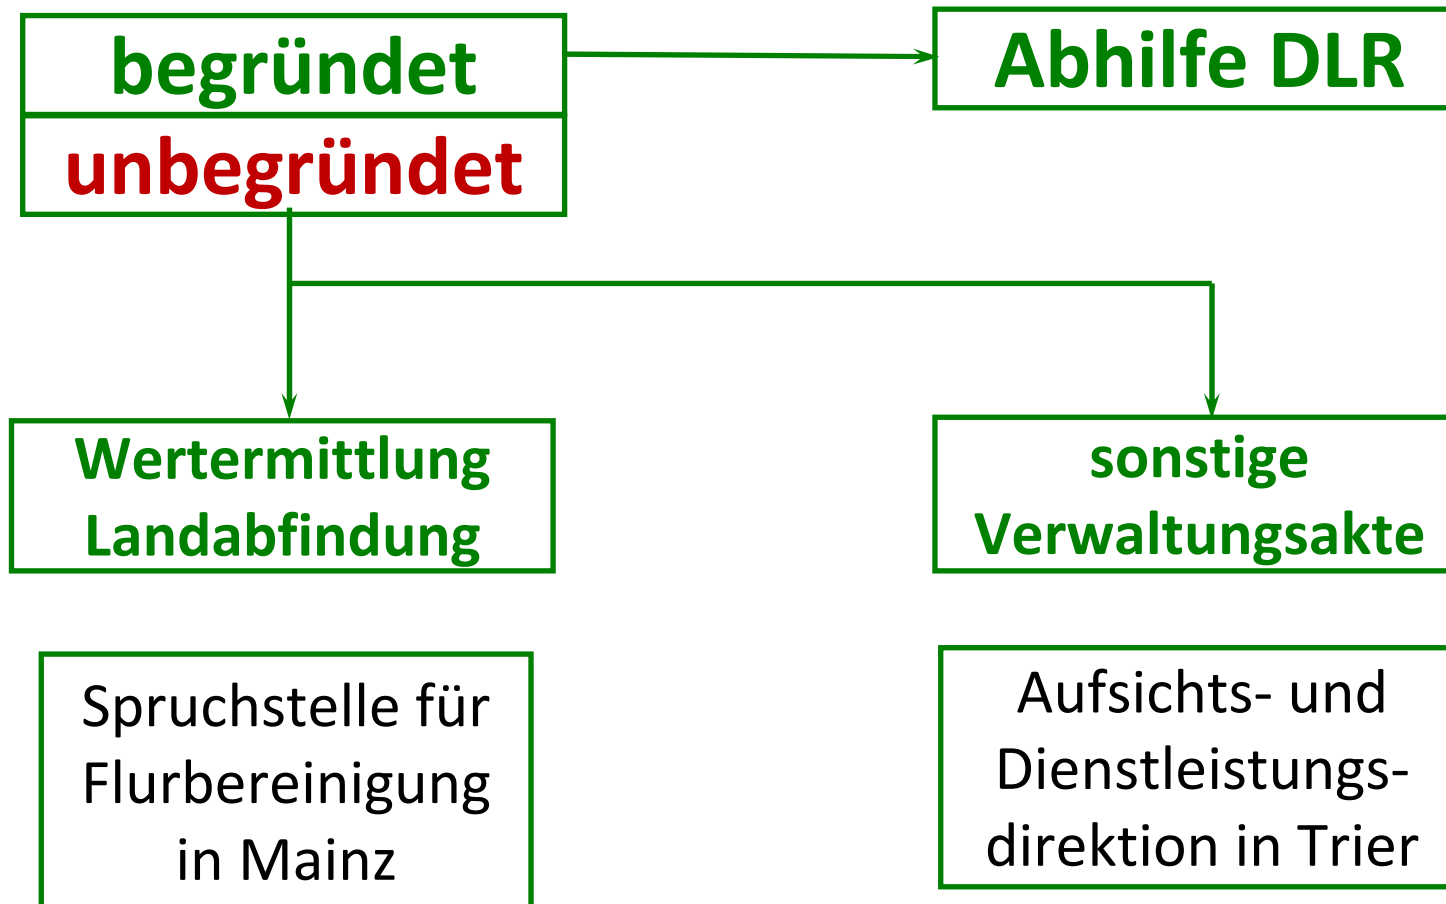 begründet
Abhilfe DLR
unbegründet
Wertermittlung
Landabfindung
sonstige
Verwaltungsakte
Spruchstelle für
Flurbereinigung
in Mainz
Aufsichts- und
Dienstleistungs-
direktion in Trier